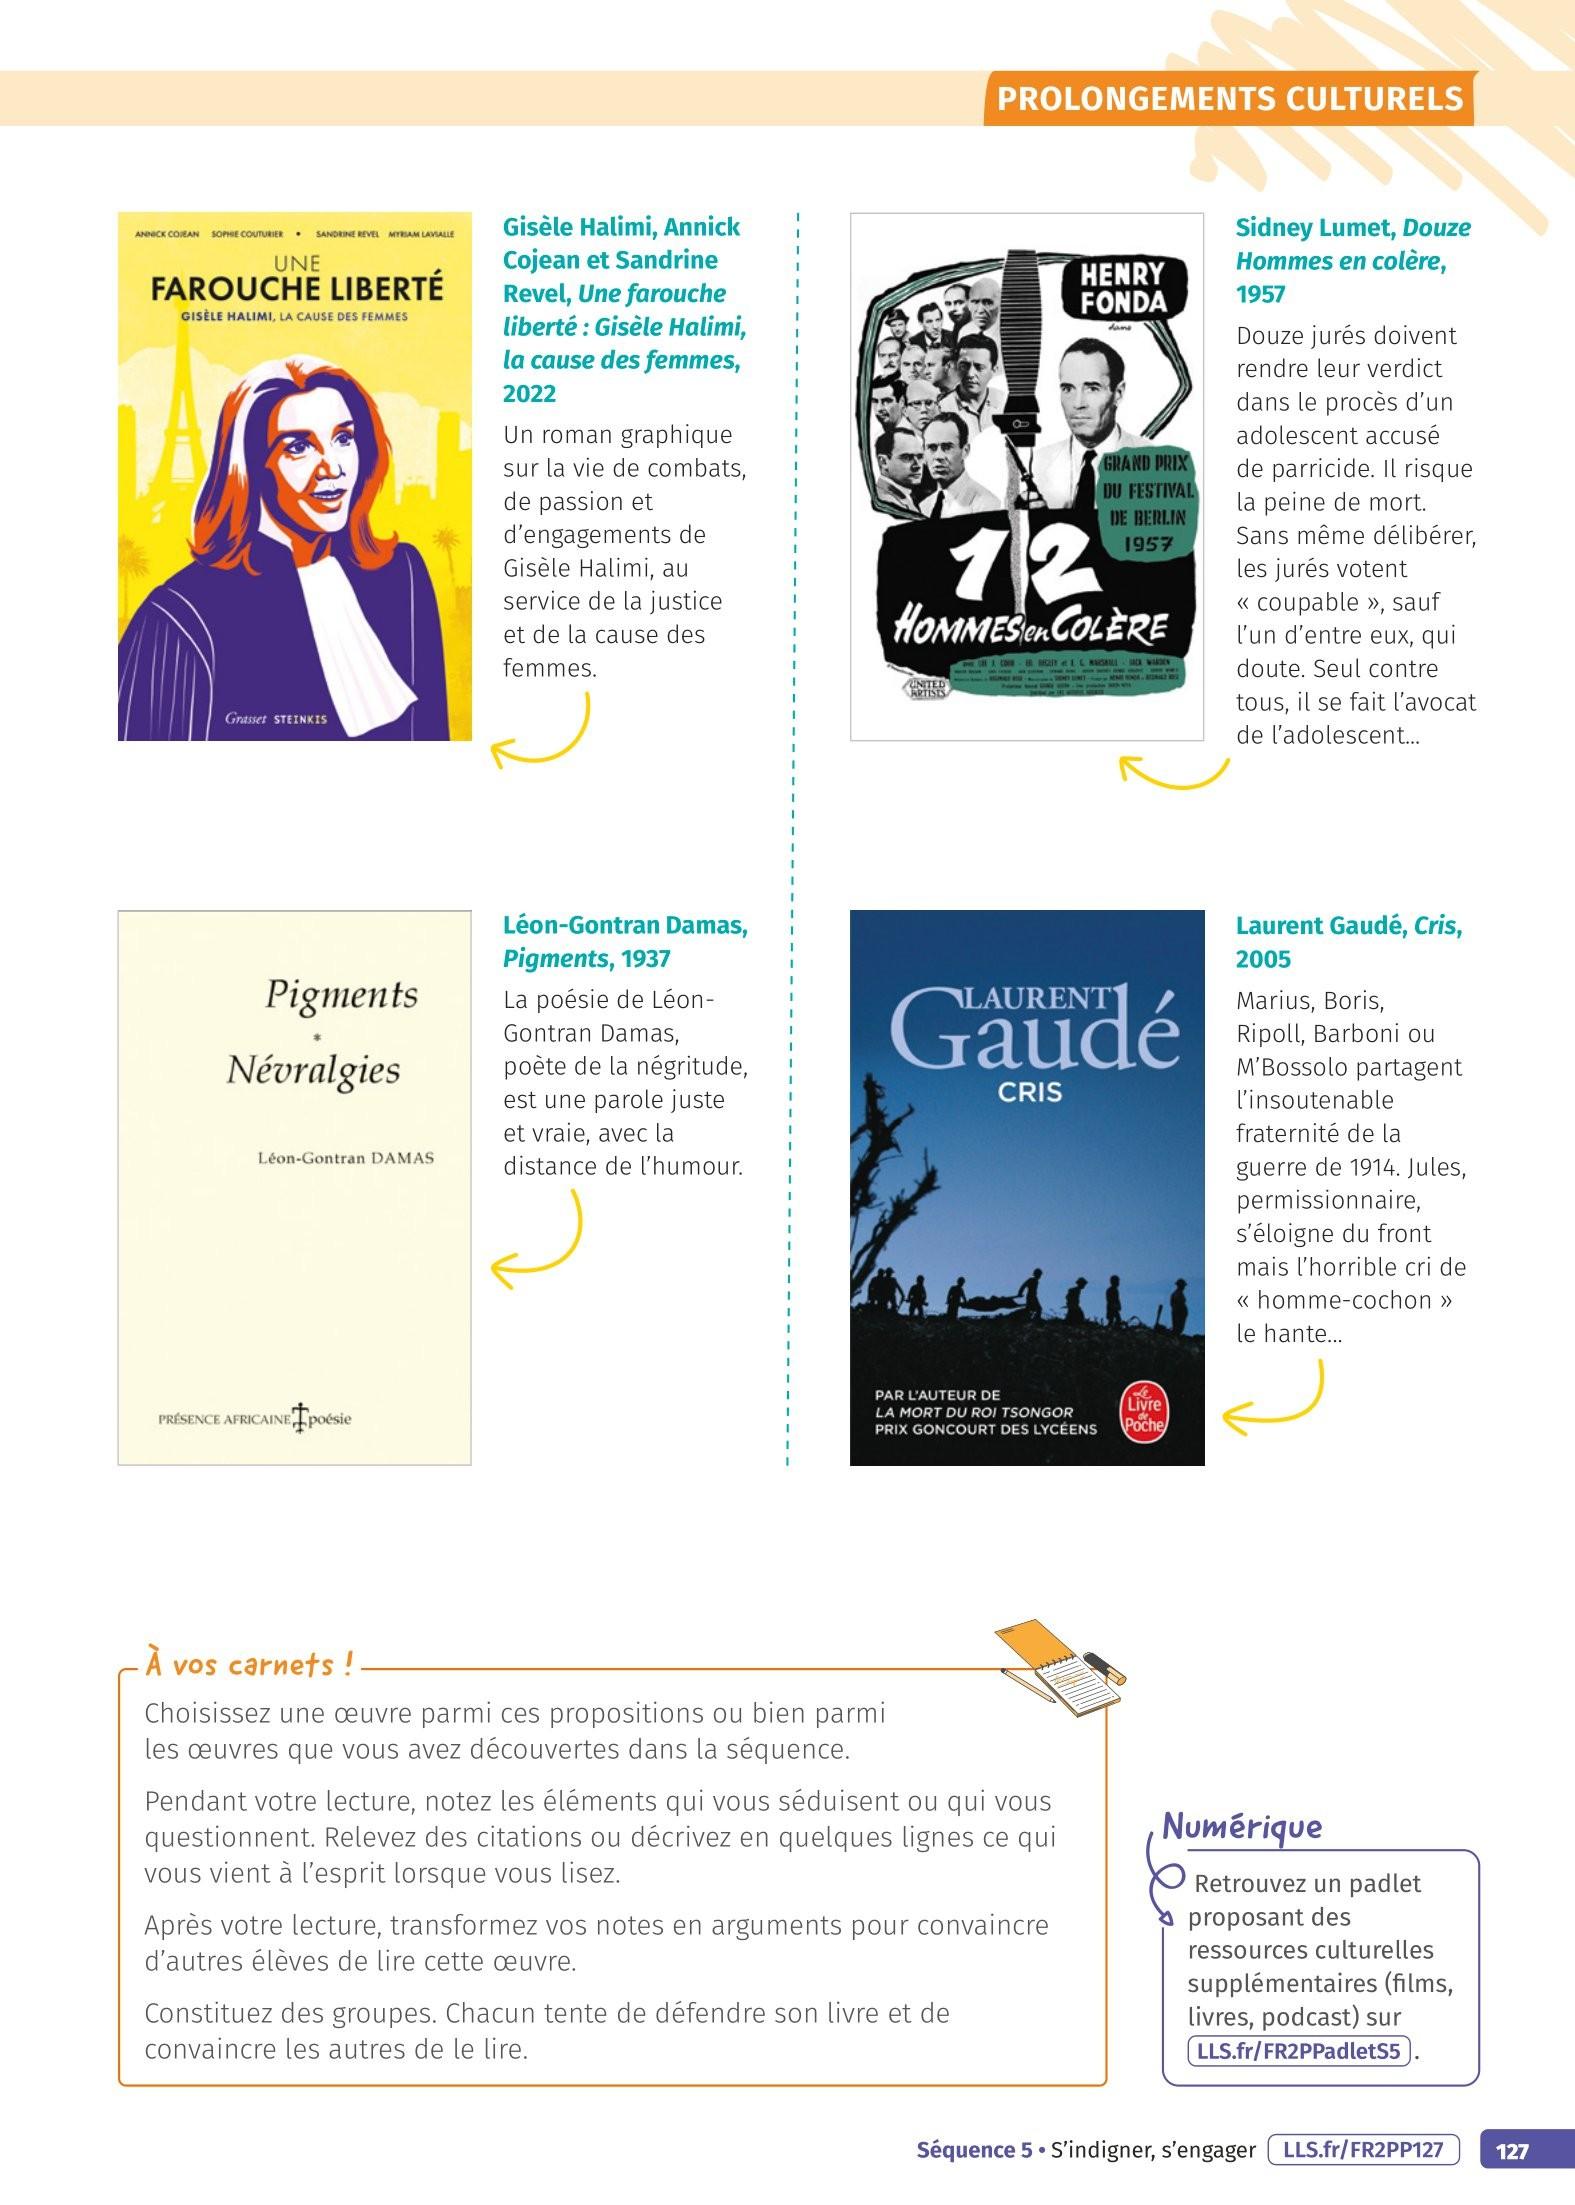 PROLONGEMENTS CULTURELS
ANNICK COJEAN SOPHIE COUTURIER • SANDRINE REVEL MYRIAM LAVIALLE
UNE
FAROUCHE LIBERTÉ
GISÈLE HALIMI, LA CAUSE DES FEMMES
Grasset STEINKIS
Gisèle Halimi, Annick
Cojean et Sandrine
Revel, Une farouche
liberté : Gisèle Halimi,
la cause des femmes,
2022
Un roman graphique
sur la vie de combats,
de passion et
d’engagements de
Gisèle Halimi, au
service de la justice
et de la cause des
femmes.
HENRY
FONDA
dans
GRAND PRIX
DU FESTIVAL
DE BERLIN
1957
12
HOMMES en COLÈRE
avec LEE J. COBB - ED. BEGLEY et E. G. MARSHALL - JACK WARDEN
UNITED
ARTISTS
Sidney Lumet, Douze
Hommes en colère,
1957
Douze jurés doivent
rendre leur verdict
dans le procès d’un
adolescent accusé
de parricide. Il risque
la peine de mort.
Sans même délibérer,
les jurés votent
« coupable », sauf
l’un d’entre eux, qui
doute. Seul contre
tous, il se fait l’avocat
de l’adolescent…
Pigments
*
Névralgies
Léon-Gontran DAMAS
PRÉSENCE AFRICAINE poésie
Léon-Gontran Damas,
Pigments, 1937
La poésie de Léon-
Gontran Damas,
poète de la négritude,
est une parole juste
et vraie, avec la
distance de l’humour.
LAURENT
Gaudé
CRIS
PAR L’AUTEUR DE
LA MORT DU ROI TSONGOR
PRIX GONCOURT DES LYCÉENS
Le
Livre
de
Poche
Laurent Gaudé, Cris,
2005
Marius, Boris,
Ripoll, Barboni ou
M’Bossolo partagent
l’insoutenable
fraternité de la
guerre de 1914. Jules,
permissionnaire,
s’éloigne du front
mais l’horrible cri de
« homme-cochon »
le hante…
À vos carnets !
Choisissez une œuvre parmi ces propositions ou bien parmi
les œuvres que vous avez découvertes dans la séquence.
Pendant votre lecture, notez les éléments qui vous séduisent ou qui vous
questionnent. Relevez des citations ou décrivez en quelques lignes ce qui
vous vient à l’esprit lorsque vous lisez.
Après votre lecture, transformez vos notes en arguments pour convaincre
d’autres élèves de lire cette œuvre.
Constituez des groupes. Chacun tente de défendre son livre et de
convaincre les autres de le lire.
Numérique
Retrouvez un padlet
proposant des
ressources culturelles
supplémentaires (films,
livres, podcast) sur
LLS.fr/FR2PPadletS5 .
Séquence 5 • S’indigner, s’engager LLS.fr/FR2PP127 127